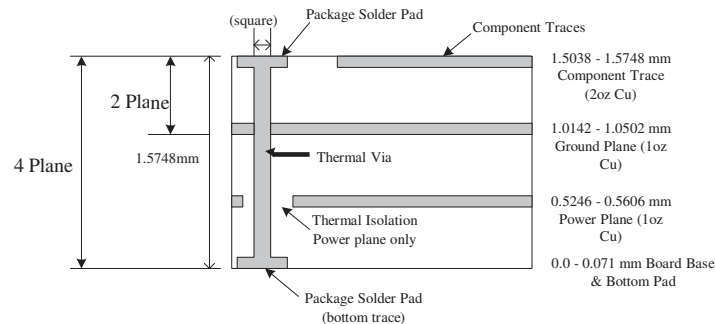 (square)
Package Solder Pad
Component Traces
1.5038 - 1.5748 mm
Component Trace
(2oz Cu)
2 Plane
4 Plane
1.5748mm
Thermal Via
1.0142 - 1.0502 mm
Ground Plane (1oz
Cu)
Thermal Isolation
Power plane only
0.5246 - 0.5606 mm
Power Plane (1oz
Cu)
0.0 - 0.071 mm Board Base
& Bottom Pad
Package Solder Pad
(bottom trace)